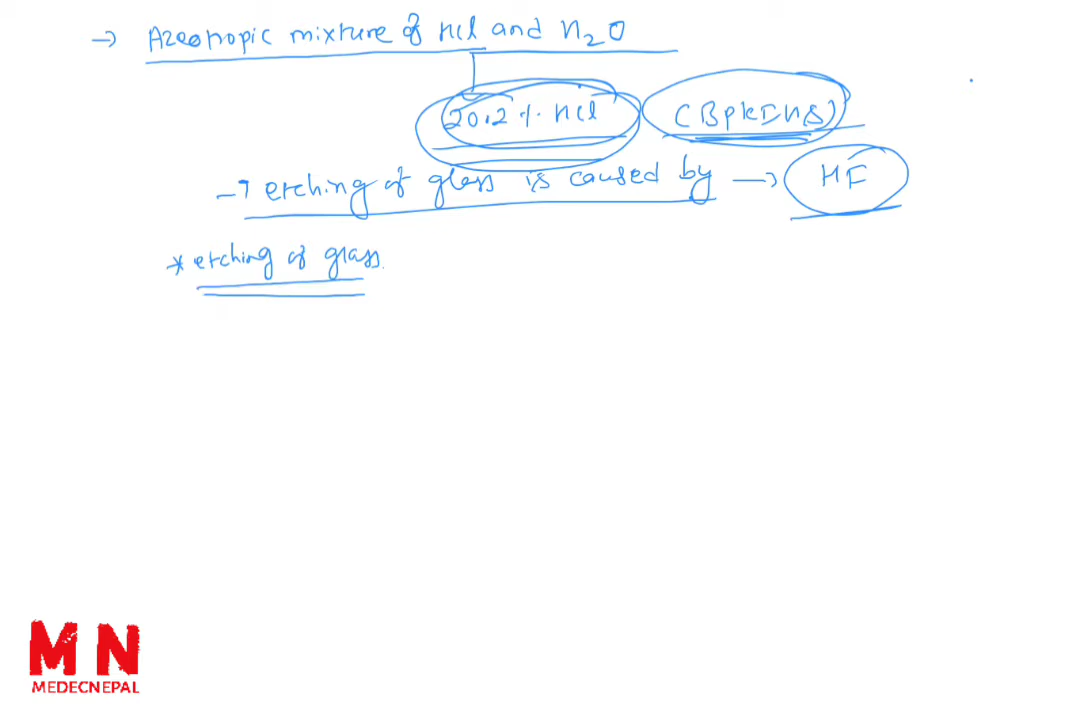 → Azeotropic mixture of HCl and H2O
20.2 % HCl (BPKIHS)
→ etching of glass is caused by → HF
* etching of glass.
MN
MEDECNEPAL